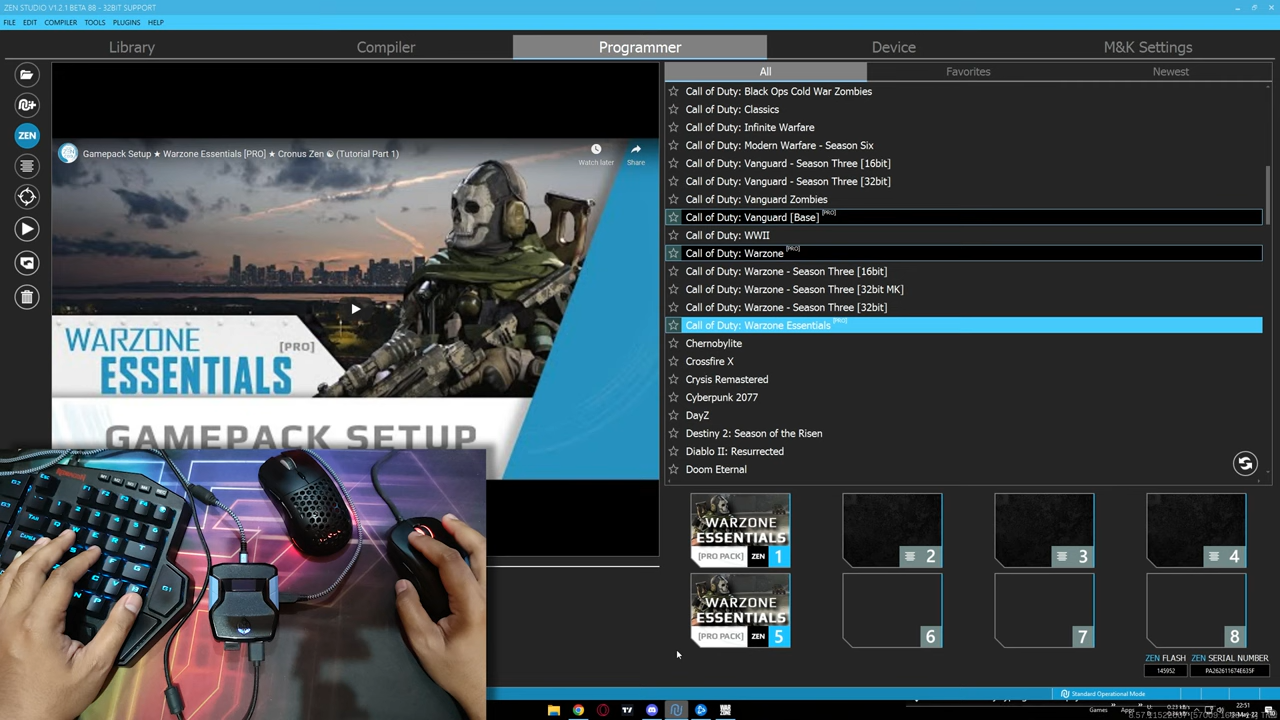 ZEN STUDIO V1.2.1 BETA 88 - 32BIT SUPPORT
FILE EDIT COMPILER TOOLS PLUGINS HELP
Library Compiler Programmer Device M&K Settings
ZEN
Gamepack Setup ★ Warzone Essentials [PRO] ★ Cronus Zen ☯ (Tutorial Part 1)
Watch later Share
WARZONE [PRO]
ESSENTIALS
GAMEPACK SETUP
All Favorites Newest
Call of Duty: Black Ops Cold War Zombies
Call of Duty: Classics
Call of Duty: Infinite Warfare
Call of Duty: Modern Warfare - Season Six
Call of Duty: Vanguard - Season Three [16bit]
Call of Duty: Vanguard - Season Three [32bit]
Call of Duty: Vanguard Zombies
Call of Duty: Vanguard [Base] [PRO]
Call of Duty: WWII
Call of Duty: Warzone [PRO]
Call of Duty: Warzone - Season Three [16bit]
Call of Duty: Warzone - Season Three [32bit MK]
Call of Duty: Warzone - Season Three [32bit]
Call of Duty: Warzone Essentials [PRO]
Chernobylite
Crossfire X
Crysis Remastered
Cyberpunk 2077
DayZ
Destiny 2: Season of the Risen
Diablo II: Resurrected
Doom Eternal
WARZONE
ESSENTIALS
[PRO PACK] ZEN 1
2
3
4
WARZONE
ESSENTIALS
[PRO PACK] ZEN 5
6
7
8
ZEN FLASH ZEN SERIAL NUMBER
145952 PA262611674E635F
Standard Operational Mode
Games Apps
22:51